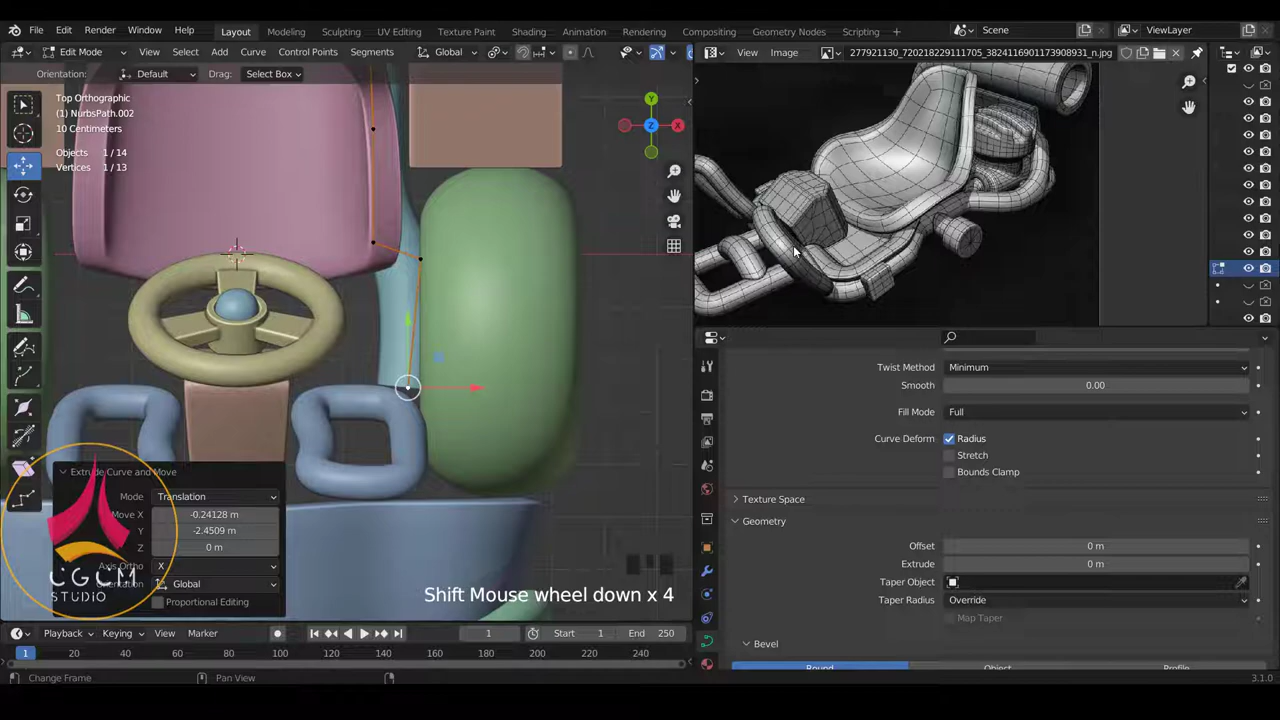 File Edit Render Window Help Layout Modeling Sculpting UV Editing Texture Paint Shading Animation Rendering Compositing Geometry Nodes Scripting Scene ViewLayer
Edit Mode View Select Add Curve Control Points Segments Global View Image 277921130_720218229111705_3824116901173908931_n.jpg
Orientation: Default Drag: Select Box
Top Orthographic
(1) NurbsPath.002
10 Centimeters
Objects 1 / 14
Vertices 1 / 13
Y
Z
X
Twist Method Minimum
Smooth 0.00
Fill Mode Full
Curve Deform Radius
Stretch
Bounds Clamp
Texture Space
Geometry
Offset 0 m
Extrude 0 m
Taper Object
Taper Radius Override
Map Taper
Bevel
Round Object Profile
Extrude Curve and Move
Mode Translation
Move X -0.24128 m
Y -2.4509 m
Z 0 m
Axis Ortho X
Orientation Global
Proportional Editing
CGCM
STUDIO
Shift Mouse wheel down x 4
Playback Keying View Marker 1 Start 1 End 250
1 20 40 60 80 100 120 140 160 180 200 220 240
Change Frame Pan View 3.1.0